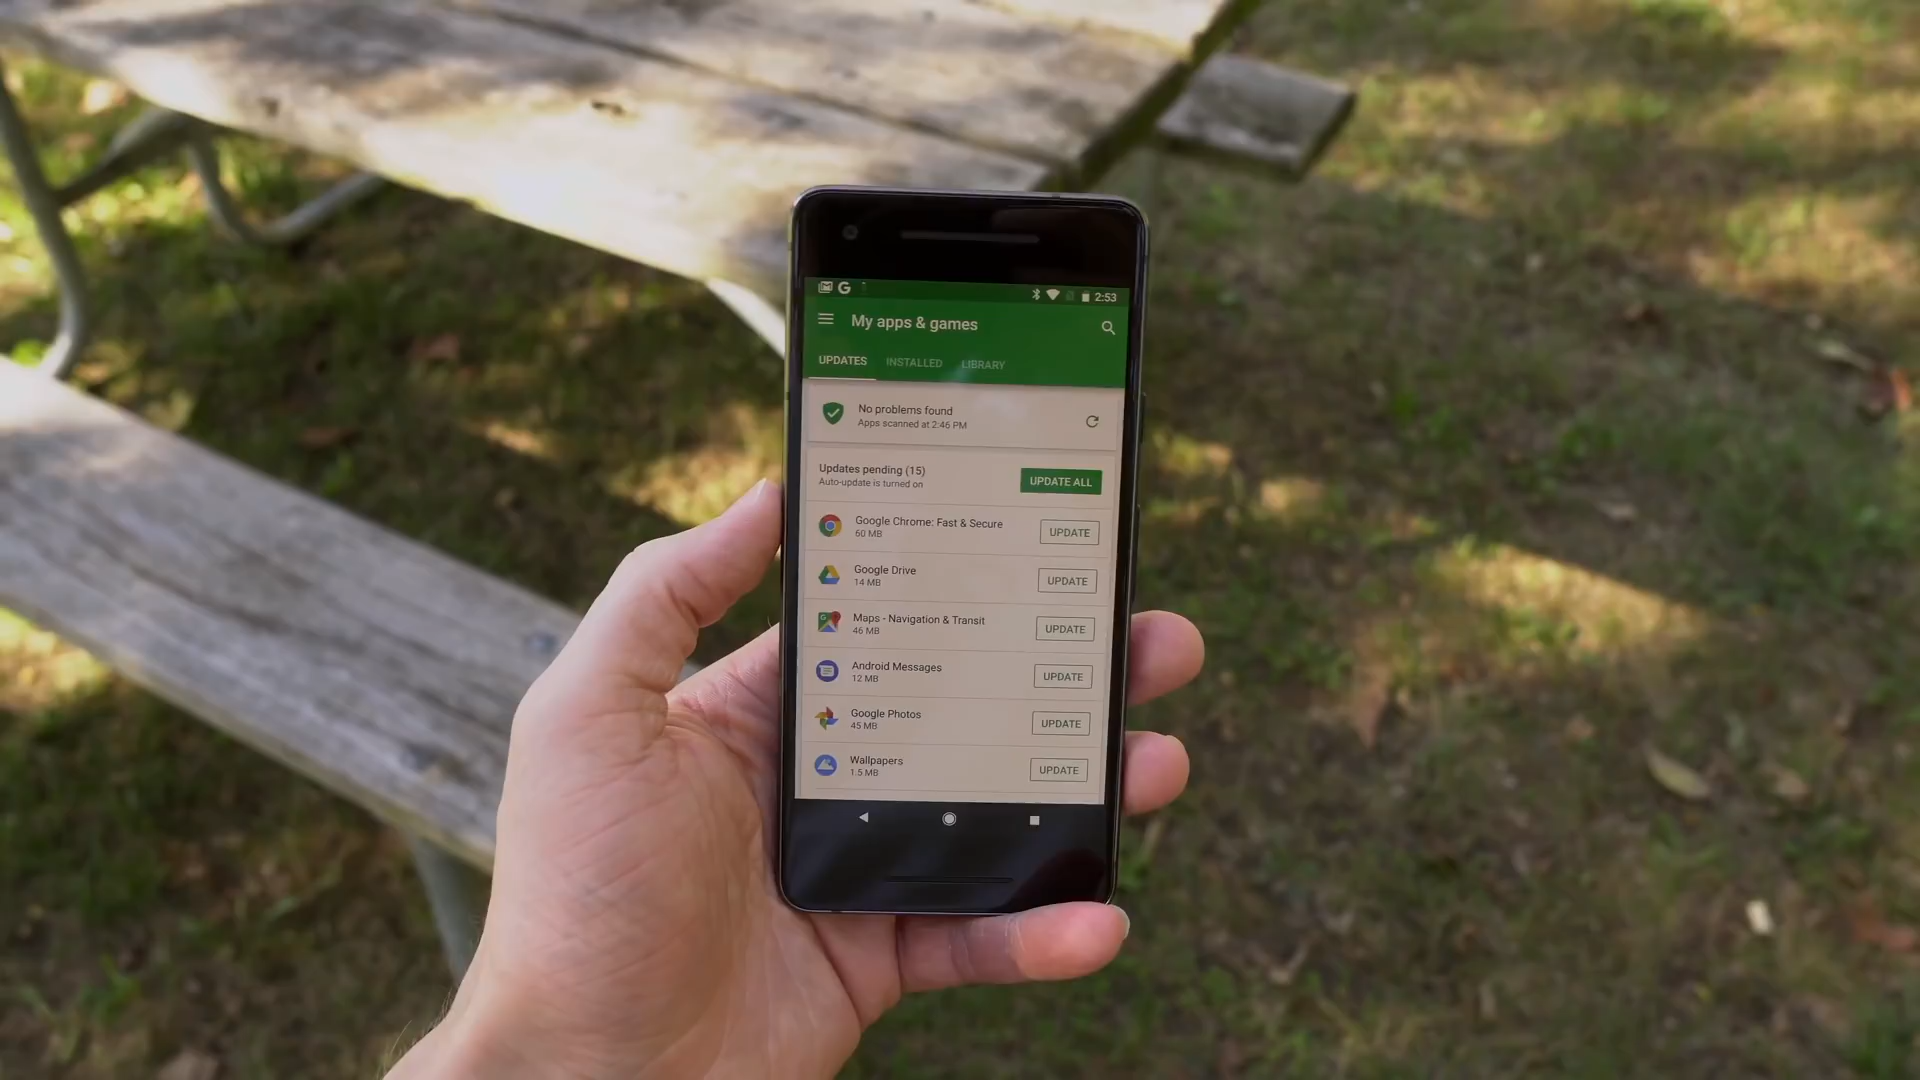 2:53
My apps & games
UPDATES INSTALLED LIBRARY
No problems found
Apps scanned at 2:46 PM
Updates pending (15)
Auto-update is turned on
UPDATE ALL
Google Chrome: Fast & Secure
60 MB
UPDATE
Google Drive
14 MB
UPDATE
Maps - Navigation & Transit
46 MB
UPDATE
Android Messages
12 MB
UPDATE
Google Photos
45 MB
UPDATE
Wallpapers
1.5 MB
UPDATE